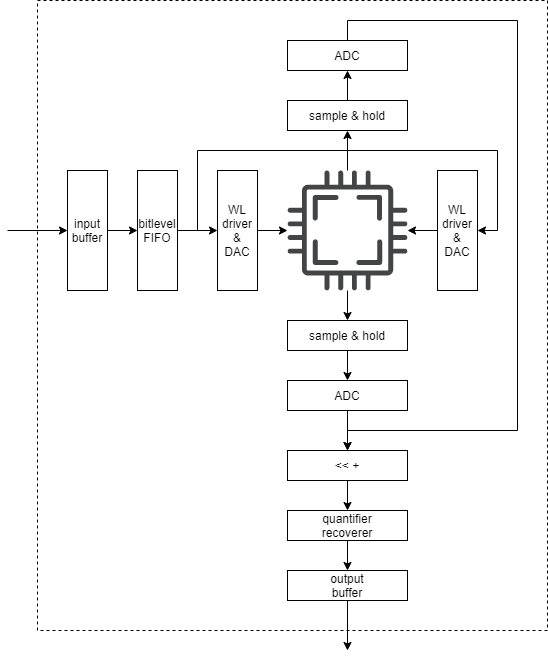 ADC
sample & hold
input
buffer
bitlevel
FIFO
WL
driver
&
DAC
WL
driver
&
DAC
sample & hold
ADC
<< +
quantifier
recoverer
output
buffer